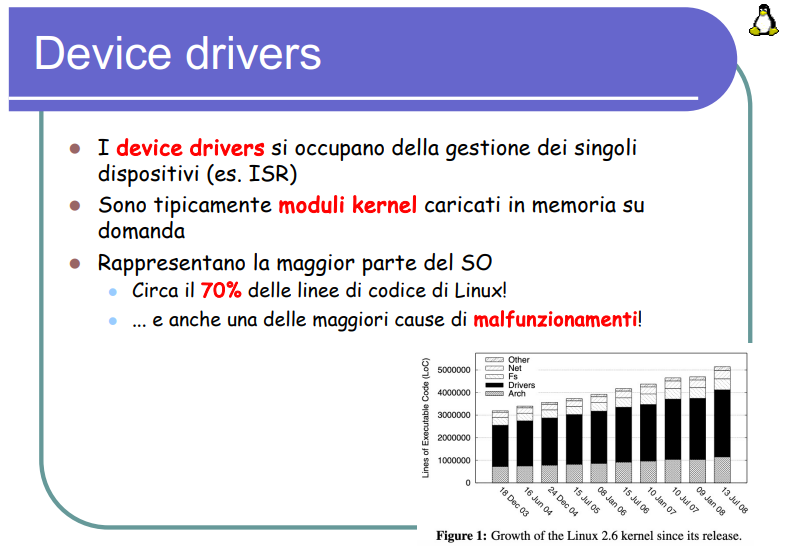 Device drivers
I device drivers si occupano della gestione dei singoli
dispositivi (es. ISR)
Sono tipicamente moduli kernel caricati in memoria su
domanda
Rappresentano la maggior parte del SO
Circa il 70% delle linee di codice di Linux!
... e anche una delle maggiori cause di malfunzionamenti!
Lines of Executable Code (LoC)
5000000
4000000
3000000
2000000
1000000
0
Other
Net
Fs
Drivers
Arch
18 Dec 03
16 Jun 04
24 Dec 04
15 Jul 05
08 Jan 06
15 Jul 06
10 Jan 07
10 Jul 07
09 Jan 08
13 Jul 08
Figure 1: Growth of the Linux 2.6 kernel since its release.